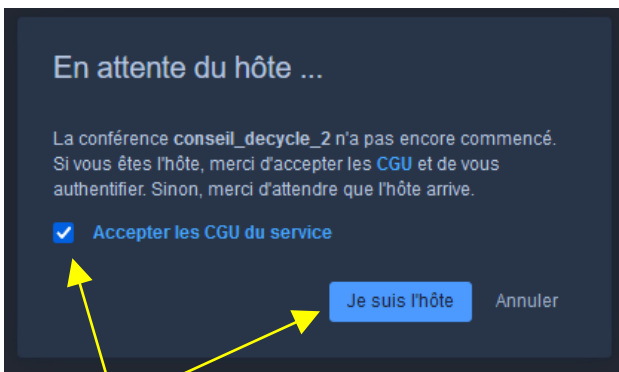 En attente du hôte ...
La conférence conseil_decycle_2 n'a pas encore commencé.
Si vous êtes l'hôte, merci d'accepter les CGU et de vous
authentifier. Sinon, merci d'attendre que l'hôte arrive.
Accepter les CGU du service
Je suis l'hôte Annuler